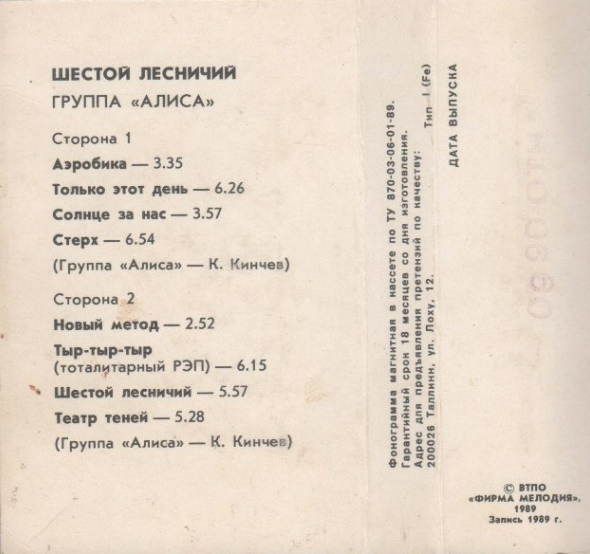 ШЕСТОЙ ЛЕСНИЧИЙ
ГРУППА «АЛИСА»
Сторона 1
Аэробика — 3.35
Только этот день — 6.26
Солнце за нас — 3.57
Стерх — 6.54
(Группа «Алиса» — К. Кинчев)
Сторона 2
Новый метод — 2.52
Тыр-тыр-тыр
(тоталитарный РЭП) — 6.15
Шестой лесничий — 5.57
Театр теней — 5.28
(Группа «Алиса» — К. Кинчев)
Фонограмма магнитная в кассете по ТУ 870-03-06-01-89.
Гарантийный срок 18 месяцев со дня изготовления.
Адрес для предъявления претензий по качеству:
200026 Таллинн, ул. Лоху, 12.
Тип I (Fe)
ДАТА ВЫПУСКА
© ВТПО
«ФИРМА МЕЛОДИЯ»,
1989
Запись 1989 г.